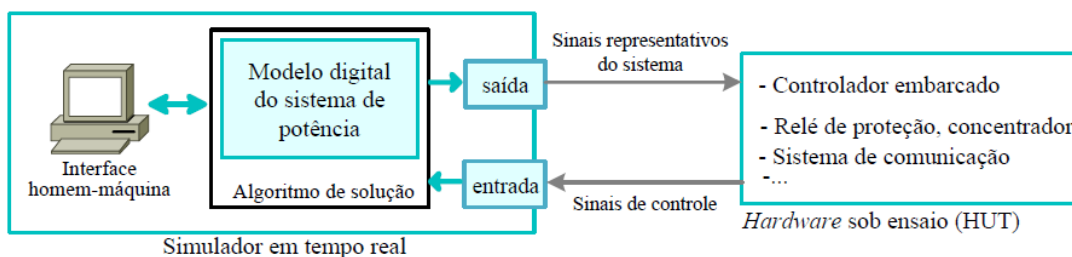 Modelo digital
do sistema de
potência
Algoritmo de solução
Interface
homem-máquina
Simulador em tempo real
saída
entrada
Sinais representativos
do sistema
Sinais de controle
- Controlador embarcado
- Relé de proteção, concentrador
- Sistema de comunicação
-...
Hardware sob ensaio (HUT)